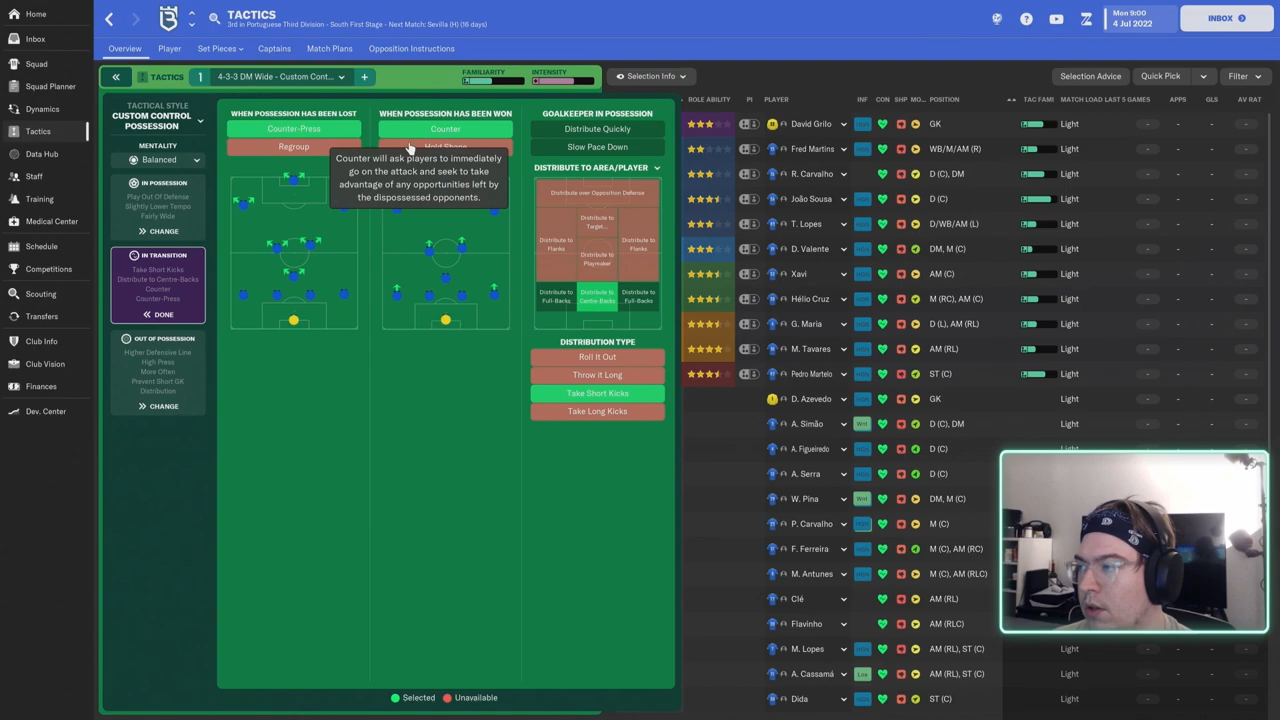 Home
Inbox
Squad
Squad Planner
Dynamics
Tactics
Data Hub
Staff
Training
Medical Center
Schedule
Competitions
Scouting
Transfers
Club Info
Club Vision
Finances
Dev. Center
TACTICS
3rd in Portuguese Third Division - South First Stage - Next Match: Sevilla (H) (16 days)
Mon 9:00
4 Jul 2022
INBOX
Overview
Player
Set Pieces
Captains
Match Plans
Opposition Instructions
TACTICS
1
4-3-3 DM Wide - Custom Cont...
FAMILIARITY
INTENSITY
Selection Info
Selection Advice
Quick Pick
Filter
TACTICAL STYLE
CUSTOM CONTROL
POSSESSION
MENTALITY
Balanced
IN POSSESSION
Play Out Of Defense
Slightly Lower Tempo
Fairly Wide
CHANGE
IN TRANSITION
Take Short Kicks
Distribute to Centre-Backs
Counter
Counter-Press
DONE
OUT OF POSSESSION
Higher Defensive Line
High Press
More Often
Prevent Short GK
Distribution
CHANGE
WHEN POSSESSION HAS BEEN LOST
Counter-Press
Regroup
WHEN POSSESSION HAS BEEN WON
Counter
Counter will ask players to immediately
go on the attack and seek to take
advantage of any opportunities left by
the dispossessed opponents.
GOALKEEPER IN POSSESSION
Distribute Quickly
Slow Pace Down
DISTRIBUTE TO AREA/PLAYER
Distribute over Opposition Defense
Distribute to
Target...
Distribute to
Flanks
Distribute to
Playmaker
Distribute to
Flanks
Distribute to
Full-Backs
Distribute to
Centre-Backs
Distribute to
Full-Backs
DISTRIBUTION TYPE
Roll It Out
Throw it Long
Take Short Kicks
Take Long Kicks
Selected
Unavailable
ROLE ABILITY PI PLAYER INF CON SHP MO... POSITION TAC FAMI MATCH LOAD LAST 5 GAMES APPS GLS AV RAT
David Grilo GK Light - - -
Fred Martins WB/M/AM (R) Light - - -
R. Carvalho D (C), DM Light - - -
João Sousa D (C) Light - - -
T. Lopes D/WB/AM (L) Light - - -
D. Valente DM, M (C) Light - - -
Xavi AM (C) Light - - -
Hélio Cruz M (RC), AM (C) Light - - -
G. Maria D (L), AM (RL) Light - - -
M. Tavares AM (RL) Light - - -
Pedro Martelo ST (C) Light - - -
D. Azevedo GK Light - - -
A. Simão Wnt D (C), DM Light - - -
A. Figueiredo D (C) Light
A. Serra D (C)
W. Pina Wnt DM, M (C)
P. Carvalho M (C)
F. Ferreira M (C), AM (RC)
M. Antunes M (C), AM (RLC)
Clé AM (RL)
Flavinho AM (RLC)
M. Lopes AM (RL), ST (C) Light - - -
A. Cassamá Loa AM (RL), ST (C) Light - - -
Dida ST (C) Light - - -